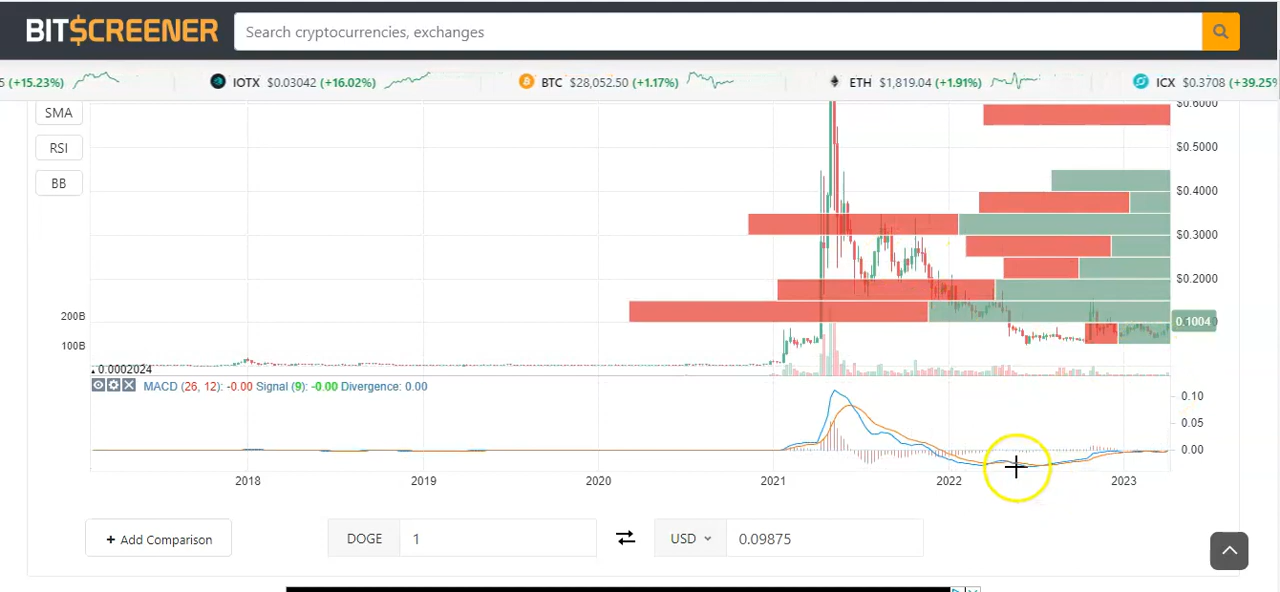 BIT$CREENER
Search cryptocurrencies, exchanges
5 (+15.23%) IOTX $0.03042 (+16.02%) BTC $28,052.50 (+1.17%) ETH $1,819.04 (+1.91%) ICX $0.3708 (+39.25%
SMA
RSI
BB
$0.6000
$0.5000
$0.4000
$0.3000
$0.2000
0.1004
200B
100B
0.0002024
MACD (26, 12): -0.00 Signal (9): -0.00 Divergence: 0.00
0.10
0.05
0.00
2018 2019 2020 2021 2022 2023
+ Add Comparison DOGE 1 USD 0.09875